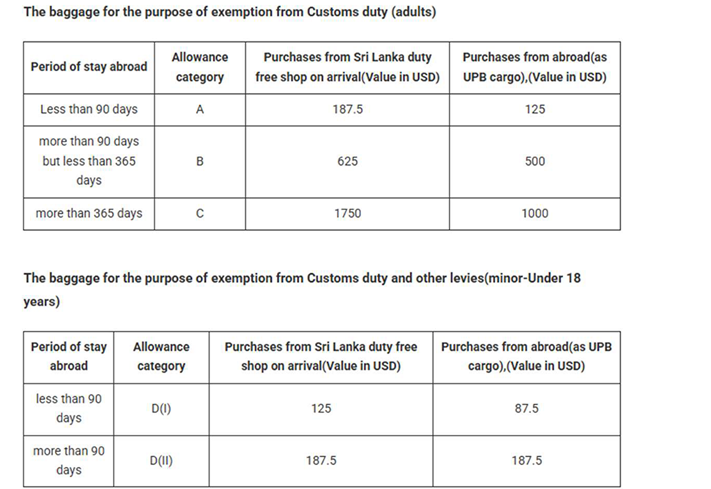 The baggage for the purpose of exemption from Customs duty (adults)
Period of stay abroad
Allowance
category
Purchases from Sri Lanka duty
free shop on arrival(Value in USD)
Purchases from abroad(as
UPB cargo),(Value in USD)
Less than 90 days
A
187.5
125
more than 90 days
but less than 365
days
B
625
500
more than 365 days
C
1750
1000
The baggage for the purpose of exemption from Customs duty and other levies(minor-Under 18
years)
Period of stay
abroad
Allowance
category
Purchases from Sri Lanka duty free
shop on arrival(Value in USD)
Purchases from abroad(as UPB
cargo),(Value in USD)
less than 90
days
D(I)
125
87.5
more than 90
days
D(II)
187.5
187.5